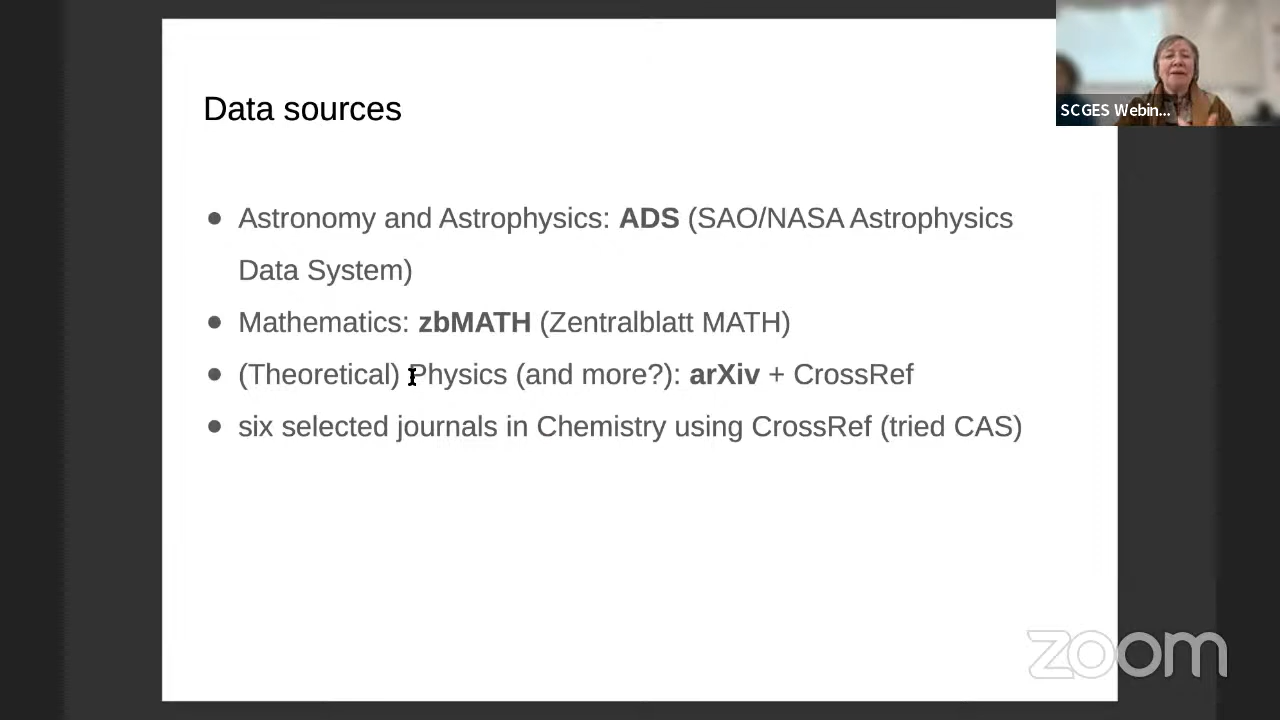 Data sources
SCGES Webin...
Astronomy and Astrophysics: ADS (SAO/NASA Astrophysics
Data System)
Mathematics: zbMATH (Zentralblatt MATH)
(Theoretical) Physics (and more?): arXiv + CrossRef
six selected journals in Chemistry using CrossRef (tried CAS)
zoom